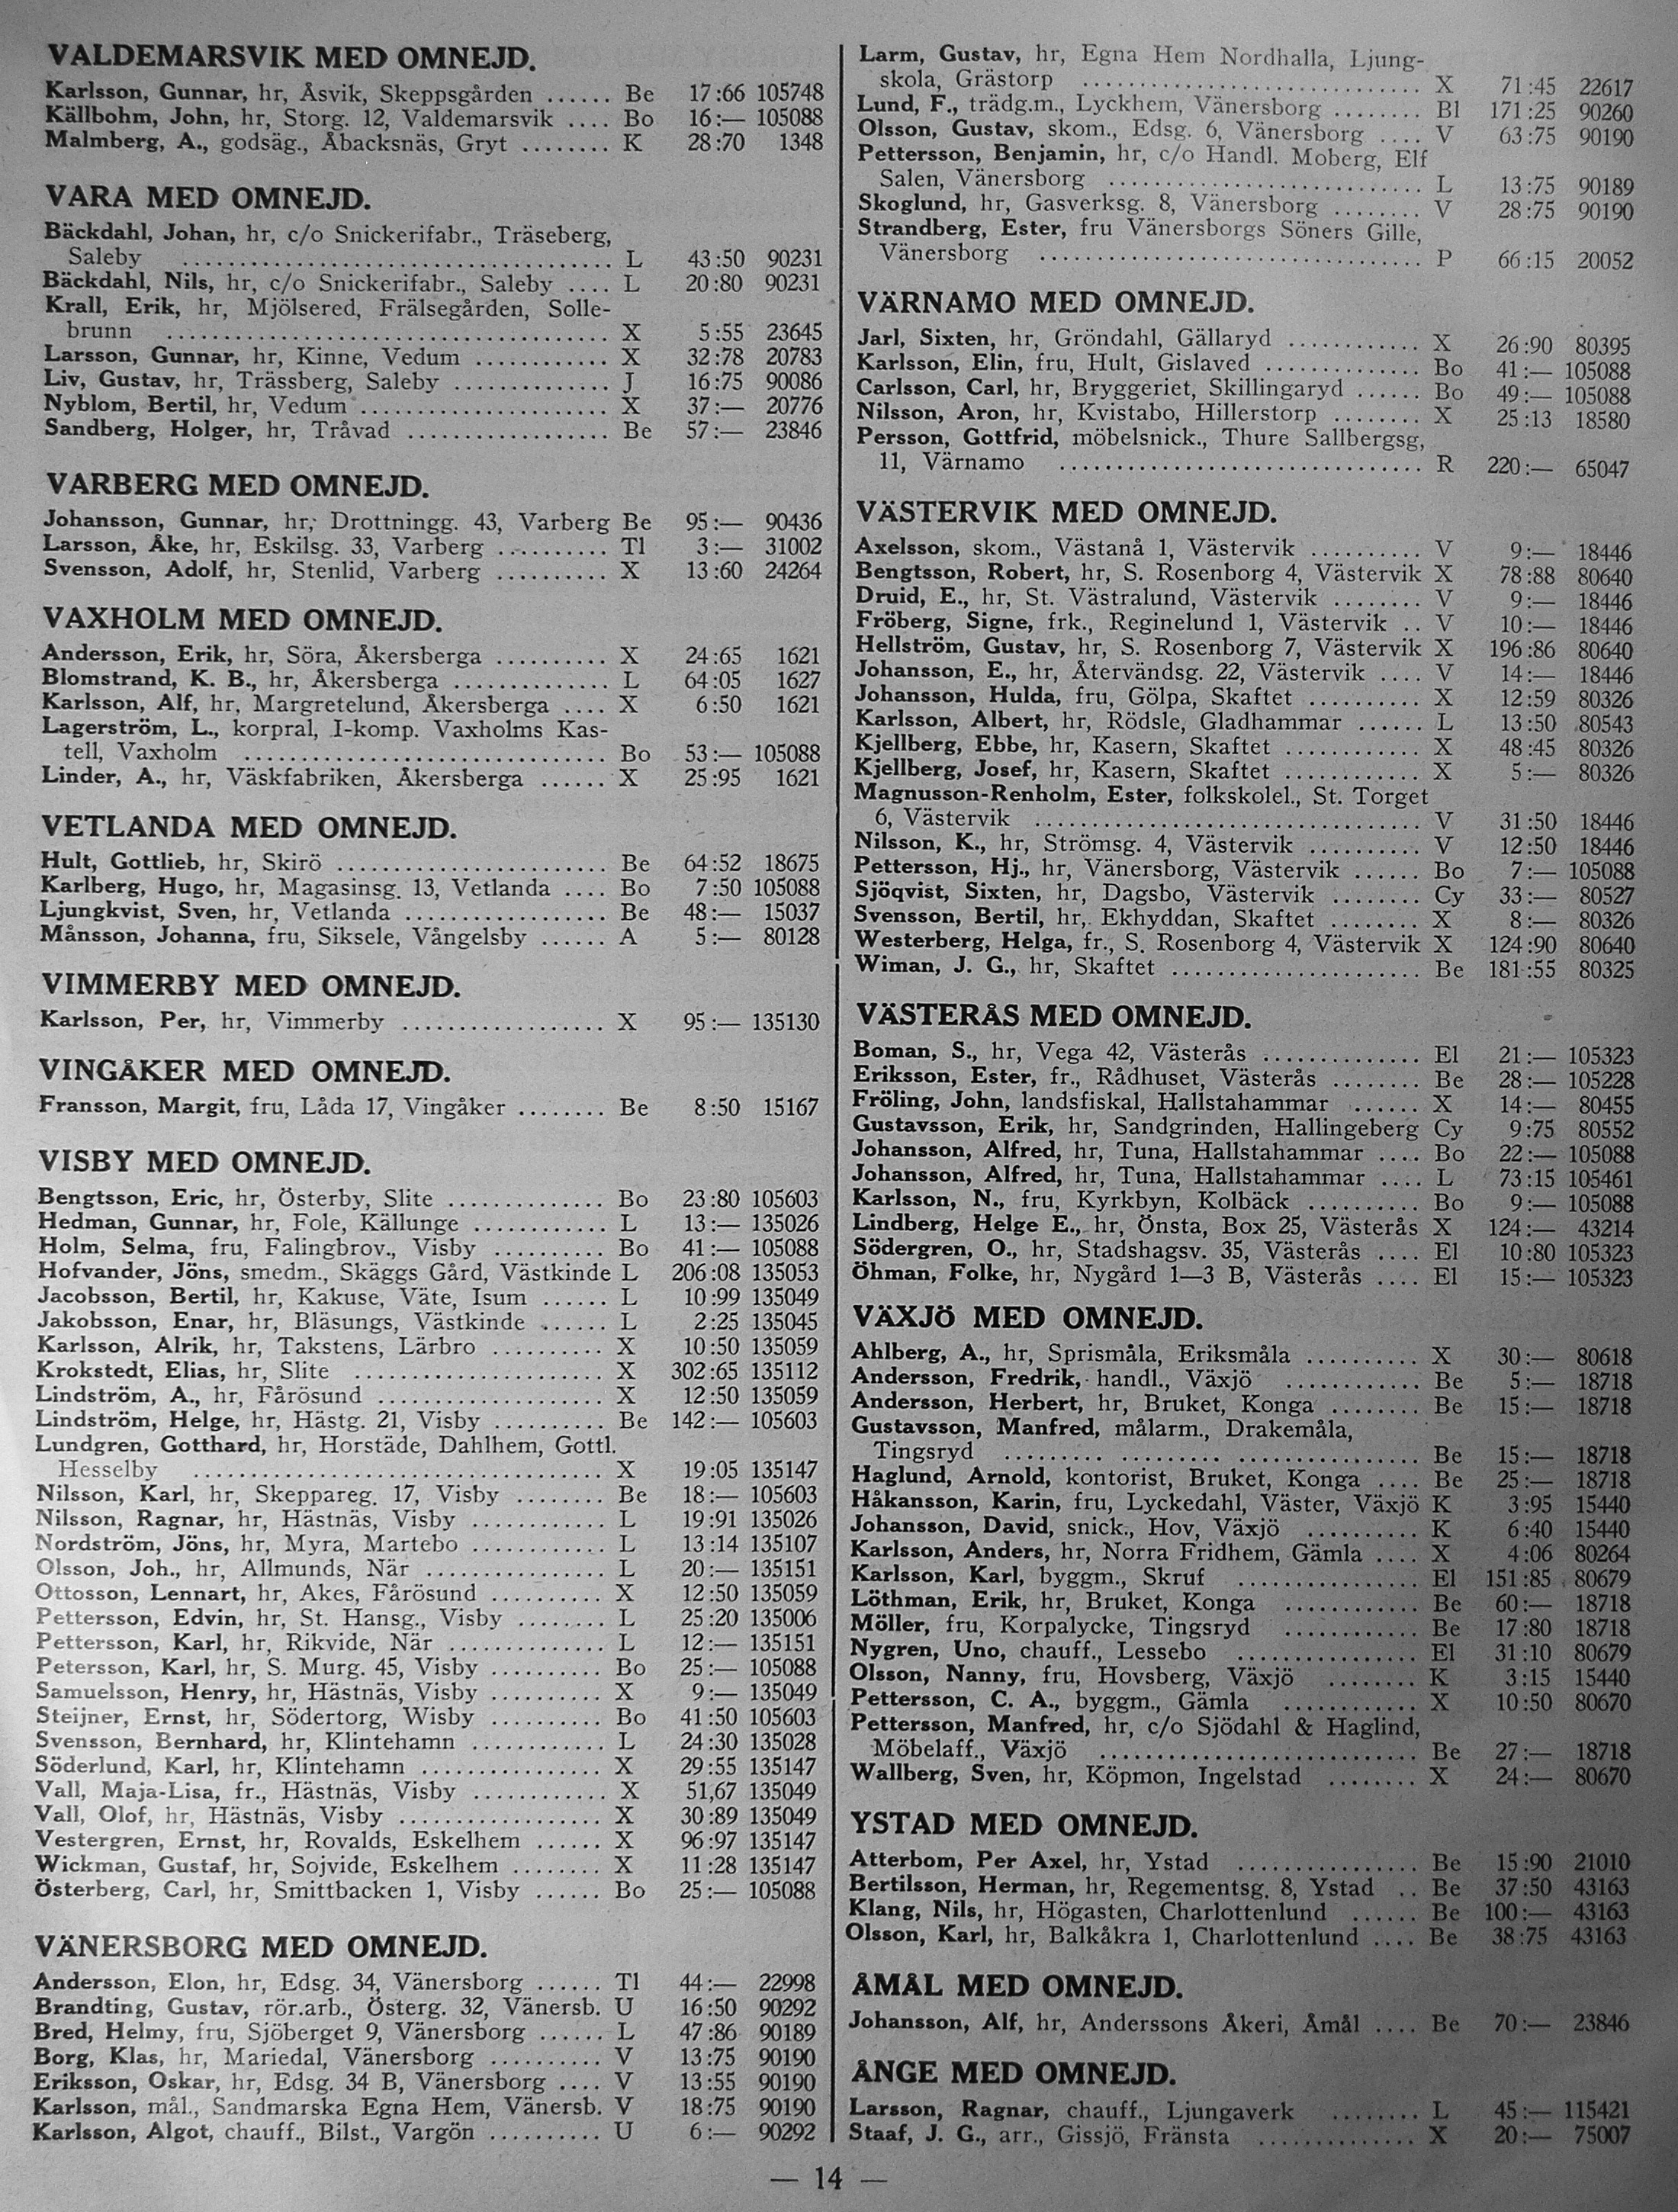 VALDEMARSVIK MED OMNEJD.
Karlsson, Gunnar, hr, Åsvik, Skeppsgården ...... Be 17:66 105748
Källbohm, John, hr, Storg. 12, Valdemarsvik .... Bo 16:— 105088
Malmberg, A., godsäg., Åbacksnäs, Gryt ........ K 28:70 1348
VARA MED OMNEJD.
Bäckdahl, Johan, hr, c/o Snickerifabr., Träseberg,
Saleby .................................... L 43:50 90231
Bäckdahl, Nils, hr, c/o Snickerifabr., Saleby .... L 20:80 90231
Krall, Erik, hr, Mjölsered, Frälsegården, Solle-
brunn .................................... X 5:55 23645
Larsson, Gunnar, hr, Kinne, Vedum ............ X 32:78 20783
Liv, Gustav, hr, Trässberg, Saleby .............. J 16:75 90086
Nyblom, Bertil, hr, Vedum ...................... X 37:— 20776
Sandberg, Holger, hr, Tråvad .................. Be 57:— 23846
VARBERG MED OMNEJD.
Johansson, Gunnar, hr, Drottningg. 43, Varberg Be 95:— 90436
Larsson, Åke, hr, Eskilsg. 33, Varberg .......... Tl 3:— 31002
Svensson, Adolf, hr, Stenlid, Varberg .......... X 13:60 24264
VAXHOLM MED OMNEJD.
Andersson, Erik, hr, Söra, Åkersberga .......... X 24:65 1621
Blomstrand, K. B., hr, Åkersberga .............. L 64:05 1627
Karlsson, Alf, hr, Margretelund, Åkersberga .... X 6:50 1621
Lagerström, L., korpral, I-komp. Vaxholms Kas-
tell, Vaxholm .................................. Bo 53:— 105088
Linder, A., hr, Väskfabriken, Åkersberga ...... X 25:95 1621
VETLANDA MED OMNEJD.
Hult, Gottlieb, hr, Skirö ........................ Be 64:52 18675
Karlberg, Hugo, hr, Magasinsg. 13, Vetlanda .... Bo 7:50 105088
Ljungkvist, Sven, hr, Vetlanda .................. Be 48:— 15037
Månsson, Johanna, fru, Siksele, Vångelsby ...... A 5:— 80128
VIMMERBY MED OMNEJD.
Karlsson, Per, hr, Vimmerby .................. X 95:— 135130
VINGÅKER MED OMNEJD.
Fransson, Margit, fru, Låda 17, Vingåker ........ Be 8:50 15167
VISBY MED OMNEJD.
Bengtsson, Eric, hr, Österby, Slite .............. Bo 23:80 105603
Hedman, Gunnar, hr, Fole, Källunge ............ L 13:— 135026
Holm, Selma, fru, Falingbrov., Visby .......... Bo 41:— 105088
Hofvander, Jöns, smedm., Skäggs Gård, Västkinde L 206:08 135053
Jacobsson, Bertil, hr, Kakuse, Väte, Isum ...... L 10:99 135049
Jakobsson, Enar, hr, Bläsungs, Västkinde ...... L 2:25 135045
Karlsson, Alrik, hr, Takstens, Lärbro .......... X 10:50 135059
Krokstedt, Elias, hr, Slite ...................... X 302:65 135112
Lindström, A., hr, Fårösund .................... X 12:50 135059
Lindström, Helge, hr, Hästg. 21, Visby .......... Be 142:— 105603
Lundgren, Gotthard, hr, Horstäde, Dahlhem, Gottl.
Hesselby .................................... X 19:05 135147
Nilsson, Karl, hr, Skeppareg. 17, Visby ........ Be 18:— 105603
Nilsson, Ragnar, hr, Hästnäs, Visby ............ L 19:91 135026
Nordström, Jöns, hr, Myra, Martebo ............ L 13:14 135107
Olsson, Joh., hr, Allmunds, När ................ L 20:— 135151
Ottosson, Lennart, hr, Akes, Fårösund .......... X 12:50 135059
Pettersson, Edvin, hr, St. Hansg., Visby ........ L 25:20 135006
Pettersson, Karl, hr, Rikvide, När .............. L 12:— 135151
Petersson, Karl, hr, S. Murg. 45, Visby .......... Bo 25:— 105088
Samuelsson, Henry, hr, Hästnäs, Visby .......... X 9:— 135049
Steijner, Ernst, hr, Södertorg, Wisby .......... Bo 41:50 105603
Svensson, Bernhard, hr, Klintehamn ............ L 24:30 135028
Söderlund, Karl, hr, Klintehamn ................ X 29:55 135147
Vall, Maja-Lisa, fr., Hästnäs, Visby ............ X 51,67 135049
Vall, Olof, hr, Hästnäs, Visby .................. X 30:89 135049
Vestergren, Ernst, hr, Rovalds, Eskelhem ...... X 96:97 135147
Wickman, Gustaf, hr, Sojvide, Eskelhem ........ X 11:28 135147
Österberg, Carl, hr, Smittbacken 1, Visby ...... Bo 25:— 105088
VÄNERSBORG MED OMNEJD.
Andersson, Elon, hr, Edsg. 34, Vänersborg ...... Tl 44:— 22998
Brandting, Gustav, rör.arb., Österg. 32, Vänersb. U 16:50 90292
Bred, Helmy, fru, Sjöberget 9, Vänersborg ...... L 47:86 90189
Borg, Klas, hr, Mariedal, Vänersborg .......... V 13:75 90190
Eriksson, Oskar, hr, Edsg. 34 B, Vänersborg .... V 13:55 90190
Karlsson, mål., Sandmarska Egna Hem, Vänersb. V 18:75 90190
Karlsson, Algot, chauff., Bilst., Vargön .......... U 6:— 90292
Larm, Gustav, hr, Egna Hem Nordhalla, Ljung-
skola, Grästorp .............................. X 71:45 22617
Lund, F., trädg.m., Lyckhem, Vänersborg ........ Bl 171:25 90260
Olsson, Gustav, skom., Edsg. 6, Vänersborg .... V 63:75 90190
Pettersson, Benjamin, hr, c/o Handl. Moberg, Elf
Salen, Vänersborg ............................ L 13:75 90189
Skoglund, hr, Gasverksg. 8, Vänersborg ........ V 28:75 90190
Strandberg, Ester, fru Vänersborgs Söners Gille,
Vänersborg .................................. P 66:15 20052
VÄRNAMO MED OMNEJD.
Jarl, Sixten, hr, Gröndahl, Gällaryd ............ X 26:90 80395
Karlsson, Elin, fru, Hult, Gislaved .............. Bo 41:— 105088
Carlsson, Carl, hr, Bryggeriet, Skillingaryd ...... Bo 49:— 105088
Nilsson, Aron, hr, Kvistabo, Hillerstorp ........ X 25:13 18580
Persson, Gottfrid, möbelsnick., Thure Sallbergsg,
11, Värnamo ................................ R 220:— 65047
VÄSTERVIK MED OMNEJD.
Axelsson, skom., Västanå 1, Västervik .......... V 9:— 18446
Bengtsson, Robert, hr, S. Rosenborg 4, Västervik X 78:88 80640
Druid, E., hr, St. Västralund, Västervik ........ V 9:— 18446
Fröberg, Signe, frk., Reginelund 1, Västervik .. V 10:— 18446
Hellström, Gustav, hr, S. Rosenborg 7, Västervik X 196:86 80640
Johansson, E., hr, Återvändsg. 22, Västervik .... V 14:— 18446
Johansson, Hulda, fru, Gölpa, Skaftet .......... X 12:59 80326
Karlsson, Albert, hr, Rödsle, Gladhammar ...... L 13:50 80543
Kjellberg, Ebbe, hr, Kasern, Skaftet ............ X 48:45 80326
Kjellberg, Josef, hr, Kasern, Skaftet ............ X 5:— 80326
Magnusson-Renholm, Ester, folkskolel., St. Torget
6, Västervik .................................. V 31:50 18446
Nilsson, K., hr, Strömsg. 4, Västervik .......... V 12:50 18446
Pettersson, Hj., hr, Vänersborg, Västervik ...... Bo 7:— 105088
Sjöqvist, Sixten, hr, Dagsbo, Västervik ........ Cy 33:— 80527
Svensson, Bertil, hr, Ekhyddan, Skaftet ........ X 8:— 80326
Westerberg, Helga, fr., S. Rosenborg 4, Västervik X 124:90 80640
Wiman, J. G., hr, Skaftet ...................... Be 181:55 80325
VÄSTERÅS MED OMNEJD.
Boman, S., hr, Vega 42, Västerås .............. El 21:— 105323
Eriksson, Ester, fr., Rådhuset, Västerås ........ Be 28:— 105228
Fröling, John, landsfiskal, Hallstahammar ...... X 14:— 80455
Gustavsson, Erik, hr, Sandgrinden, Hallingeberg Cy 9:75 80552
Johansson, Alfred, hr, Tuna, Hallstahammar .... Bo 22:— 105088
Johansson, Alfred, hr, Tuna, Hallstahammar .... L 73:15 105461
Karlsson, N., fru, Kyrkbyn, Kolbäck ........... Bo 9:— 105088
Lindberg, Helge E., hr, Önsta, Box 25, Västerås X 124:— 43214
Södergren, O., hr, Stadshagsv. 35, Västerås .... El 10:80 105323
Öhman, Folke, hr, Nygård 1—3 B, Västerås .... El 15:— 105323
VÄXJÖ MED OMNEJD.
Ahlberg, A., hr, Sprismåla, Eriksmåla .......... X 30:— 80618
Andersson, Fredrik, handl., Växjö ............ Be 5:— 18718
Andersson, Herbert, hr, Bruket, Konga ........ Be 15:— 18718
Gustavsson, Manfred, målarm., Drakemåla,
Tingsryd .................................... Be 15:— 18718
Haglund, Arnold, kontorist, Bruket, Konga .... Be 25:— 18718
Håkansson, Karin, fru, Lyckedahl, Väster, Växjö K 3:95 15440
Johansson, David, snick., Hov, Växjö .......... K 6:40 15440
Karlsson, Anders, hr, Norra Fridhem, Gämla .... X 4:06 80264
Karlsson, Karl, byggm., Skruf ................ El 151:85 80679
Löthman, Erik, hr, Bruket, Konga ............ Be 60:— 18718
Möller, fru, Korpalycke, Tingsryd ............ Be 17:80 18718
Nygren, Uno, chauff., Lessebo ................ El 31:10 80679
Olsson, Nanny, fru, Hovsberg, Växjö ........ K 3:15 15440
Pettersson, C. A., byggm., Gämla ............ X 10:50 80670
Pettersson, Manfred, hr, c/o Sjödahl & Haglind,
Möbelaff., Växjö ............................ Be 27:— 18718
Wallberg, Sven, hr, Köpmon, Ingelstad ........ X 24:— 80670
YSTAD MED OMNEJD.
Atterbom, Per Axel, hr, Ystad ................ Be 15:90 21010
Bertilsson, Herman, hr, Regementsg. 8, Ystad .. Be 37:50 43163
Klang, Nils, hr, Högasten, Charlottenlund ...... Be 100:— 43163
Olsson, Karl, hr, Balkåkra 1, Charlottenlund .... Be 38:75 43163
ÅMÅL MED OMNEJD.
Johansson, Alf, hr, Anderssons Åkeri, Åmål .... Be 70:— 23846
ÅNGE MED OMNEJD.
Larsson, Ragnar, chauff., Ljungaverk ........ L 45:— 115421
Staaf, J. G., arr., Gissjö, Fränsta .............. X 20:— 75007
— 14 —